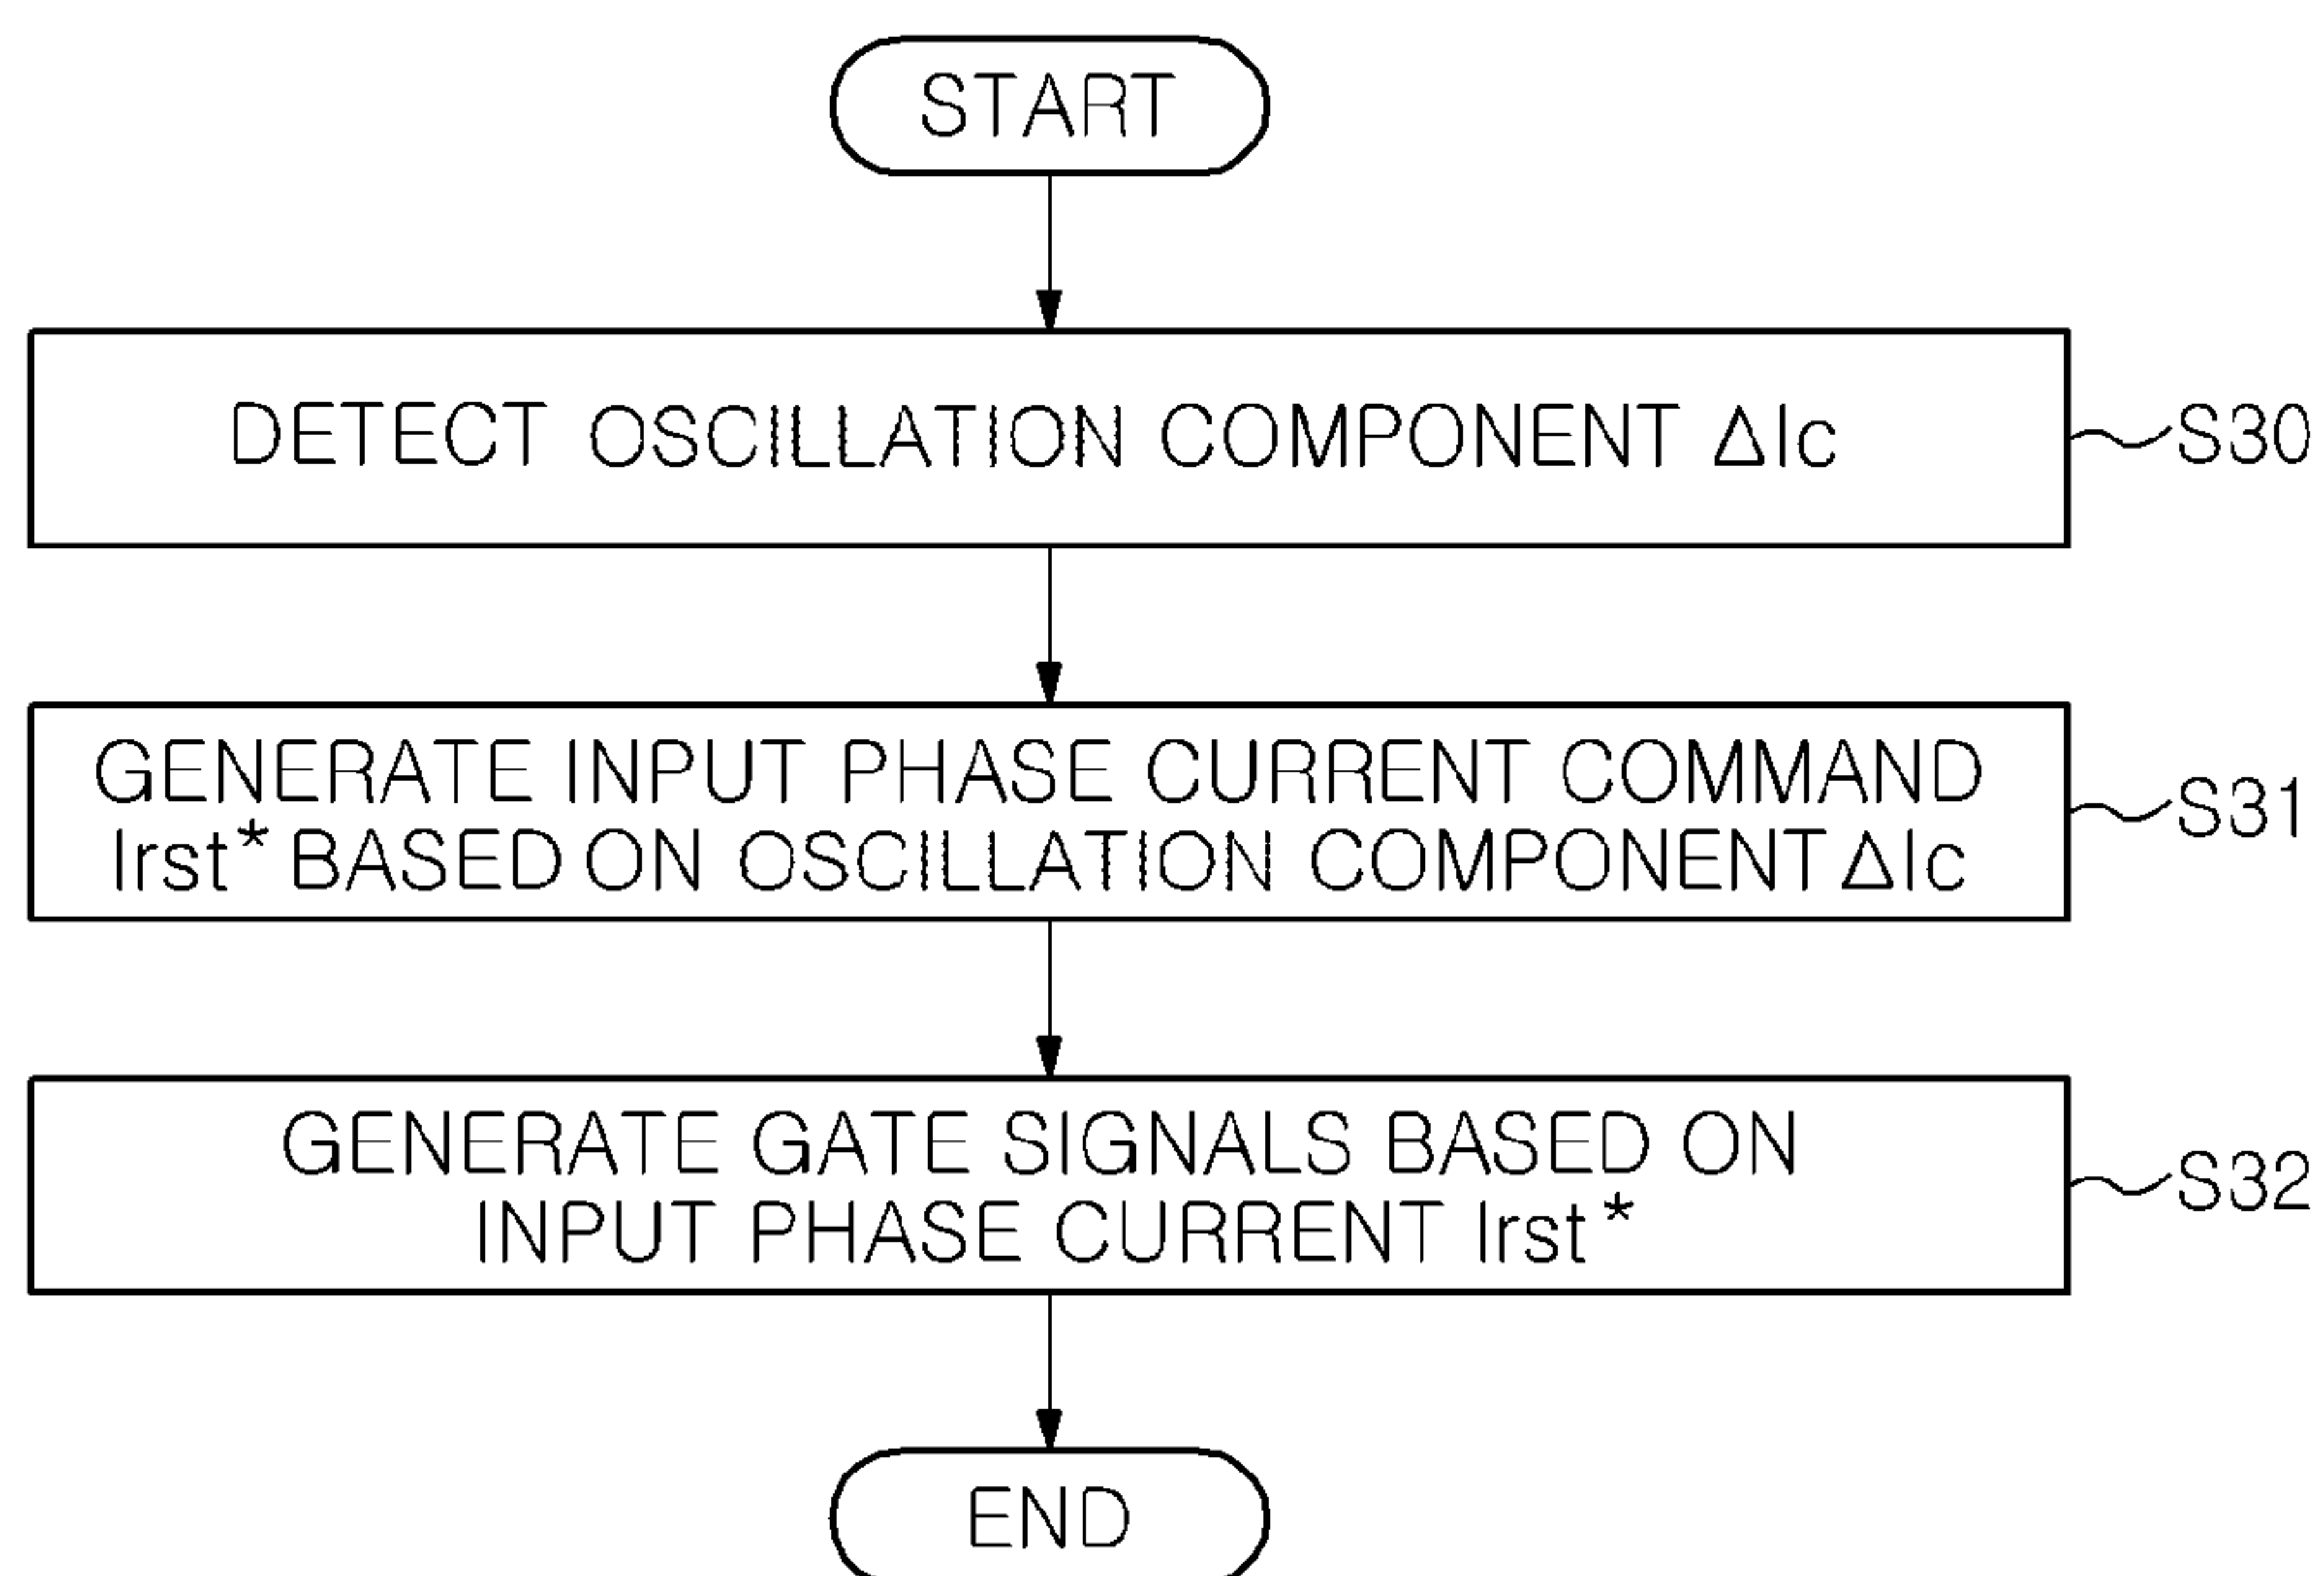 START
DETECT OSCILLATION COMPONENT ΔIc
S30
GENERATE INPUT PHASE CURRENT COMMAND
Irst* BASED ON OSCILLATION COMPONENT ΔIc
S31
GENERATE GATE SIGNALS BASED ON
INPUT PHASE CURRENT Irst*
S32
END